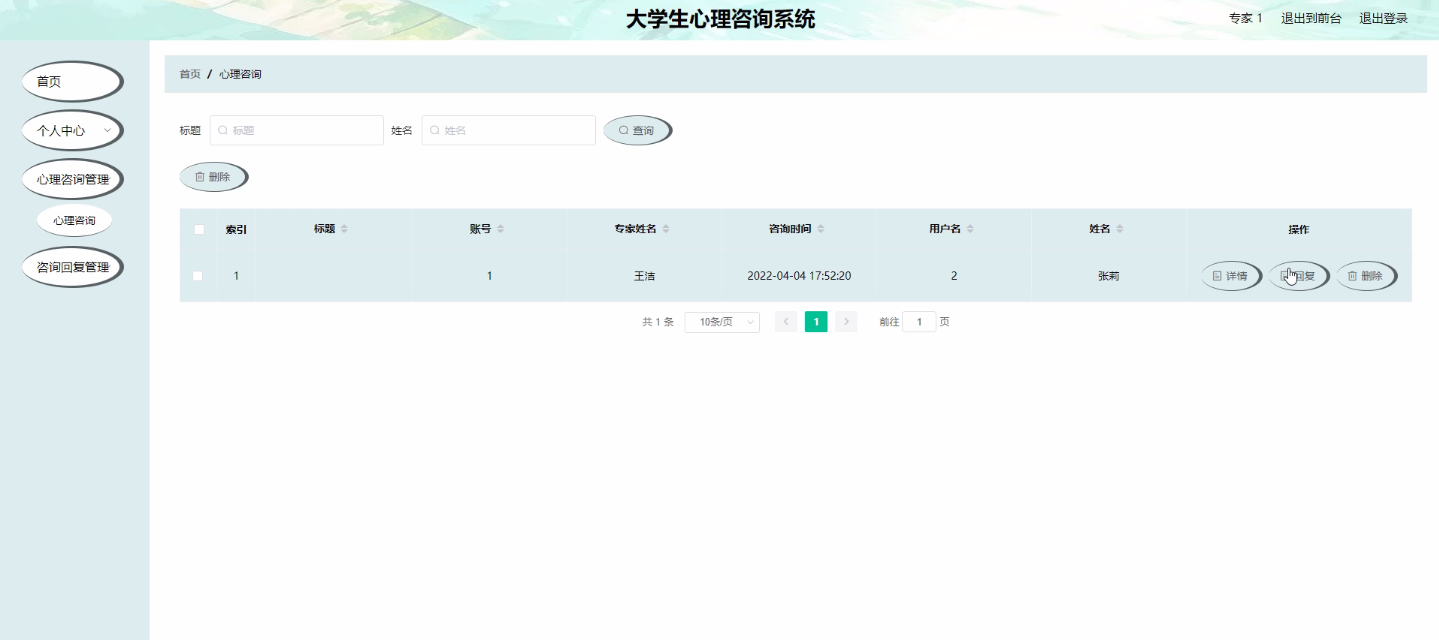 大学生心理咨询系统
专家 1 退出到前台 退出登录
首页
个人中心
心理咨询管理
心理咨询
咨询回复管理
首页 / 心理咨询
标题 标题 姓名 姓名 查询
删除
索引 标题 账号 专家姓名 咨询时间 用户名 姓名 操作
1 1 王洁 2022-04-04 17:52:20 2 张莉 详情 回复 删除
共 1 条 10条/页 1 前往 1 页